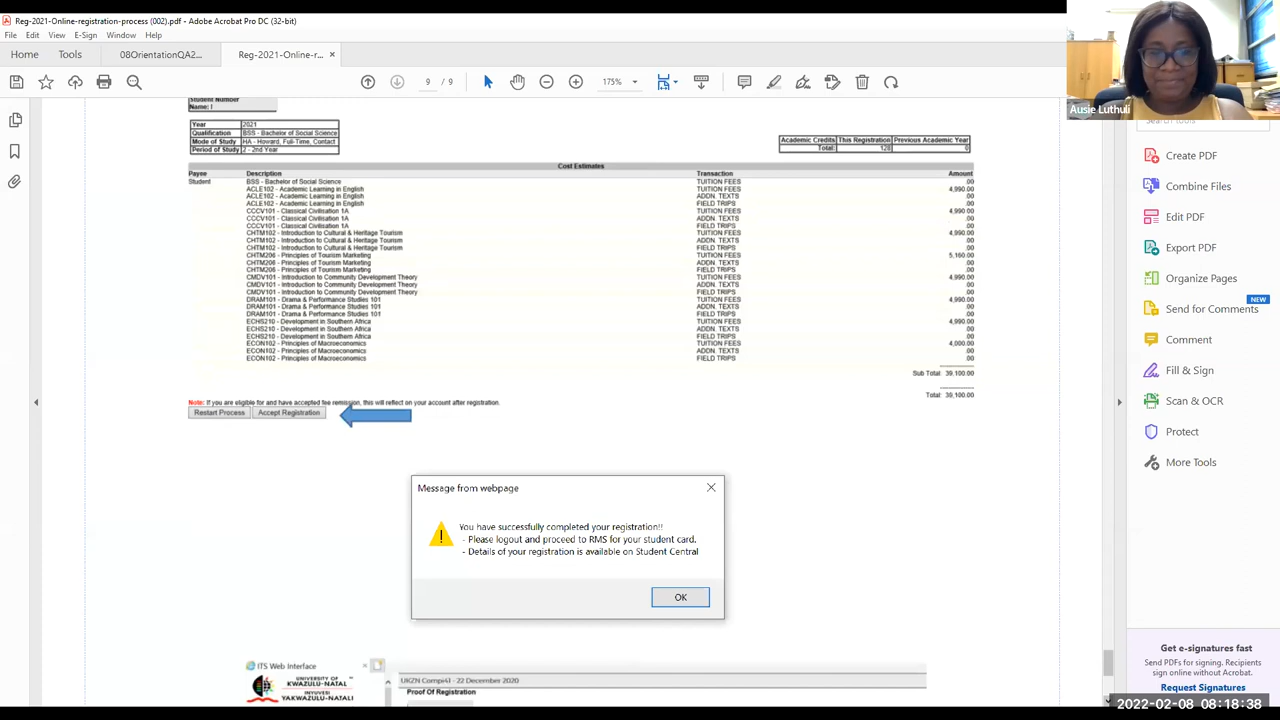 Reg-2021-Online-registration-process (002).pdf - Adobe Acrobat Pro DC (32-bit)
File Edit View E-Sign Window Help
Home Tools 08OrientationQA2... Reg-2021-Online-r... ×
9 / 9 175%
Ausie Luthuli
Search tools
Student Number
Name: I
Year 2021
Qualification BSS - Bachelor of Social Science
Mode of Study HA - Howard, Full-Time, Contact
Period of Study 2 - 2nd Year
Academic Credits This Registration Previous Academic Year
Total: 128 0
Cost Estimates
Payee Description Transaction Amount
Student BSS - Bachelor of Social Science TUITION FEES .00
ACLE102 - Academic Learning in English TUITION FEES 4,990.00
ACLE102 - Academic Learning in English ADDN. TEXTS .00
ACLE102 - Academic Learning in English FIELD TRIPS .00
CCCV101 - Classical Civilisation 1A TUITION FEES 4,990.00
CCCV101 - Classical Civilisation 1A ADDN. TEXTS .00
CCCV101 - Classical Civilisation 1A FIELD TRIPS .00
CHTM102 - Introduction to Cultural & Heritage Tourism TUITION FEES 4,990.00
CHTM102 - Introduction to Cultural & Heritage Tourism ADDN. TEXTS .00
CHTM102 - Introduction to Cultural & Heritage Tourism FIELD TRIPS .00
CHTM206 - Principles of Tourism Marketing TUITION FEES 5,160.00
CHTM206 - Principles of Tourism Marketing ADDN. TEXTS .00
CHTM206 - Principles of Tourism Marketing FIELD TRIPS .00
CMDV101 - Introduction to Community Development Theory TUITION FEES 4,990.00
CMDV101 - Introduction to Community Development Theory ADDN. TEXTS .00
CMDV101 - Introduction to Community Development Theory FIELD TRIPS .00
DRAM101 - Drama & Performance Studies 101 TUITION FEES 4,990.00
DRAM101 - Drama & Performance Studies 101 ADDN. TEXTS .00
DRAM101 - Drama & Performance Studies 101 FIELD TRIPS .00
ECHS210 - Development in Southern Africa TUITION FEES 4,990.00
ECHS210 - Development in Southern Africa ADDN. TEXTS .00
ECHS210 - Development in Southern Africa FIELD TRIPS .00
ECON102 - Principles of Macroeconomics TUITION FEES 4,000.00
ECON102 - Principles of Macroeconomics ADDN. TEXTS .00
ECON102 - Principles of Macroeconomics FIELD TRIPS .00
Sub Total: 39,100.00
Total: 39,100.00
Note: If you are eligible for and have accepted fee remission, this will reflect on your account after registration.
Restart Process Accept Registration
Message from webpage
You have successfully completed your registration!!
- Please logout and proceed to RMS for your student card.
- Details of your registration is available on Student Central
OK
ITS Web Interface
UNIVERSITY OF
KWAZULU-NATAL
INYUVESI
YAKWAZULU-NATALI
- 22 December 2020
Proof Of Registration
Create PDF
Combine Files
Edit PDF
Export PDF
Organize Pages
NEW
Send for Comments
Comment
Fill & Sign
Scan & OCR
Protect
More Tools
Get e-signatures fast
Send PDFs for signing. Recipients
sign online without Acrobat.
Request Signatures
2022-02-08 08:18:38